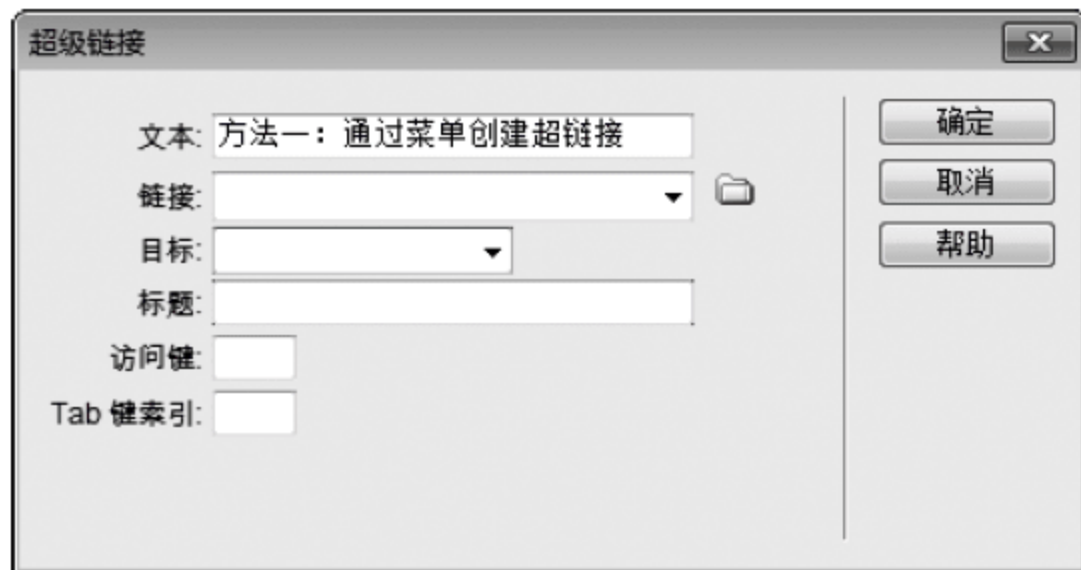 超级链接
文本: 方法一：通过菜单创建超链接
链接:
目标:
标题:
访问键:
Tab 键索引:
确定
取消
帮助